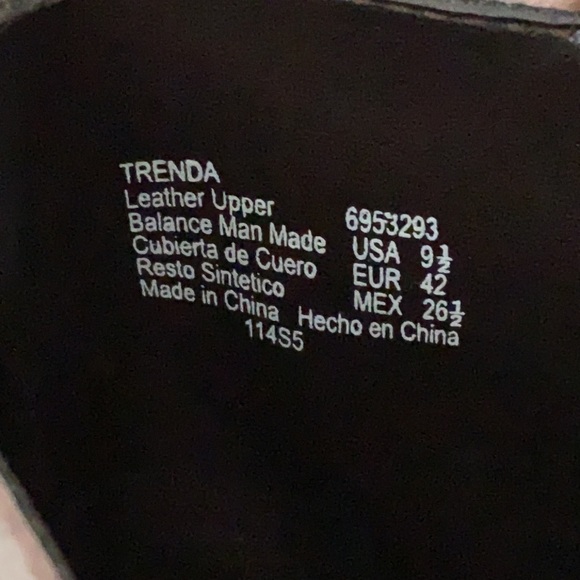 TRENDA
Leather Upper
Balance Man Made
Cubierta de Cuero
Resto Sintetico
Made in China Hecho en China
114S5
6953293
USA 9½
EUR 42
MEX 26½